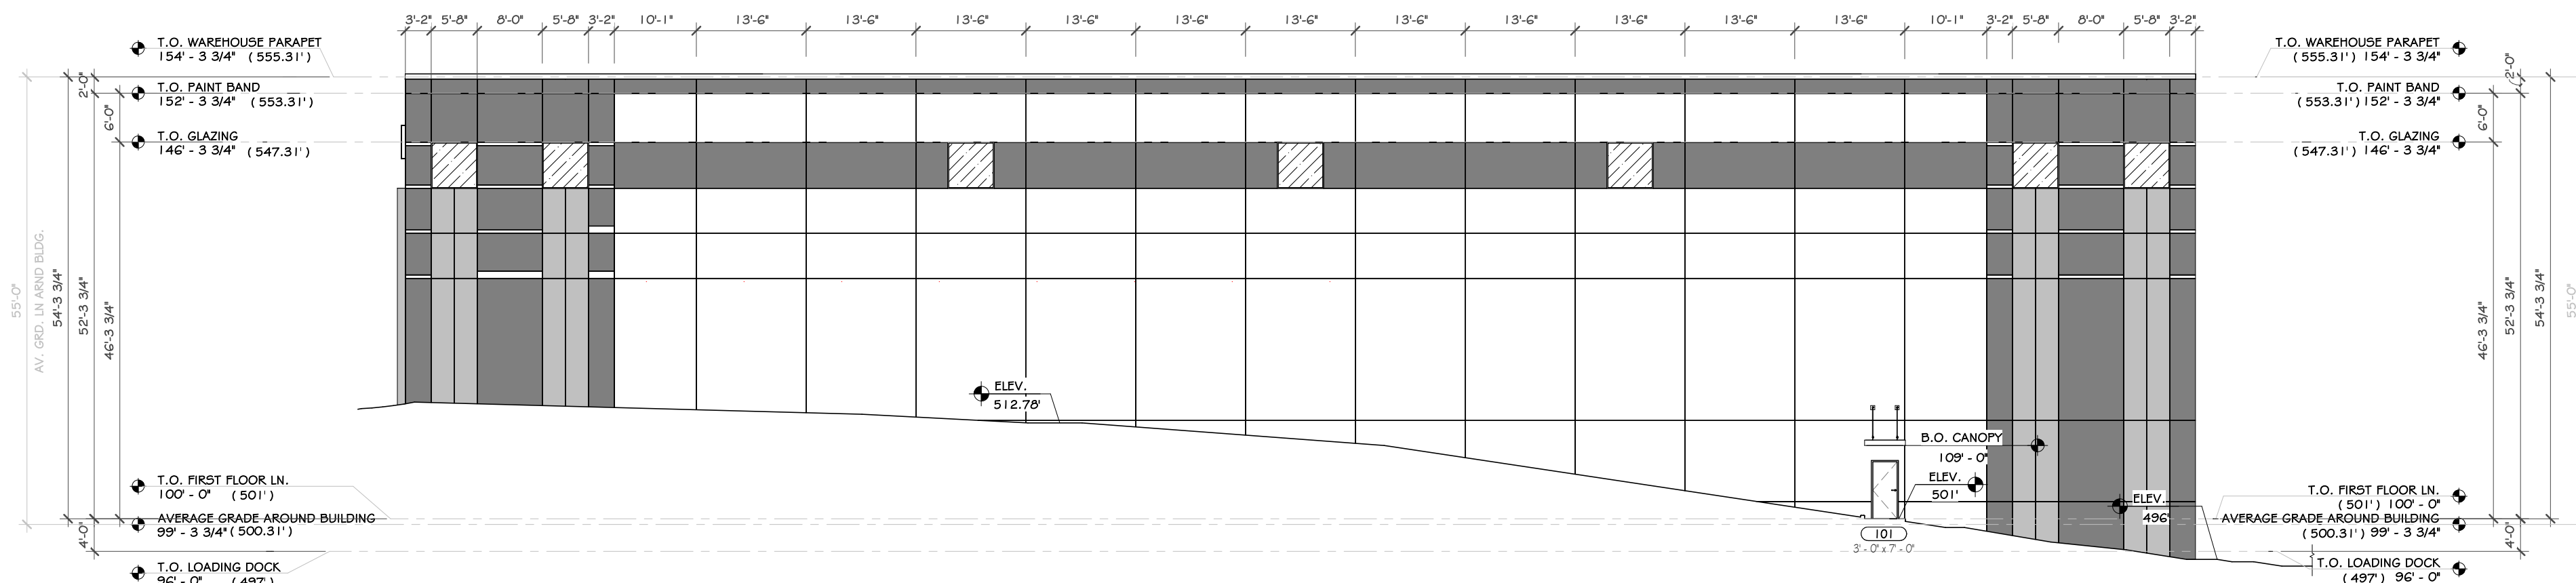 3'-2" 5'-8" 8'-0" 5'-8" 3'-2" 10'-1" 13'-6" 13'-6" 13'-6" 13'-6" 13'-6" 13'-6" 13'-6" 13'-6" 13'-6" 13'-6" 13'-6" 10'-1" 3'-2" 5'-8" 8'-0" 5'-8" 3'-2"
T.O. WAREHOUSE PARAPET
154' - 3 3/4" ( 555.31' )
T.O. PAINT BAND
152' - 3 3/4" ( 553.31' )
T.O. GLAZING
146' - 3 3/4" ( 547.31' )
2'-0"
6'-0"
55'-0"
AV. GRD. LN ARND BLDG.
54'-3 3/4"
52'-3 3/4"
46'-3 3/4"
4'-0"
T.O. FIRST FLOOR LN.
100' - 0" ( 501' )
AVERAGE GRADE AROUND BUILDING
99' - 3 3/4" ( 500.31' )
T.O. LOADING DOCK
96' - 0" ( 497' )
ELEV.
512.78'
B.O. CANOPY
109' - 0"
ELEV.
501'
101
3' - 0" x 7' - 0"
ELEV.
496'
T.O. WAREHOUSE PARAPET
( 555.31' ) 154' - 3 3/4"
T.O. PAINT BAND
( 553.31' ) 152' - 3 3/4"
T.O. GLAZING
( 547.31' ) 146' - 3 3/4"
2'-0"
6'-0"
46'-3 3/4"
52'-3 3/4"
54'-3 3/4"
55'-0"
4'-0"
T.O. FIRST FLOOR LN.
( 501' ) 100' - 0"
AVERAGE GRADE AROUND BUILDING
( 500.31' ) 99' - 3 3/4"
T.O. LOADING DOCK
( 497' ) 96' - 0"